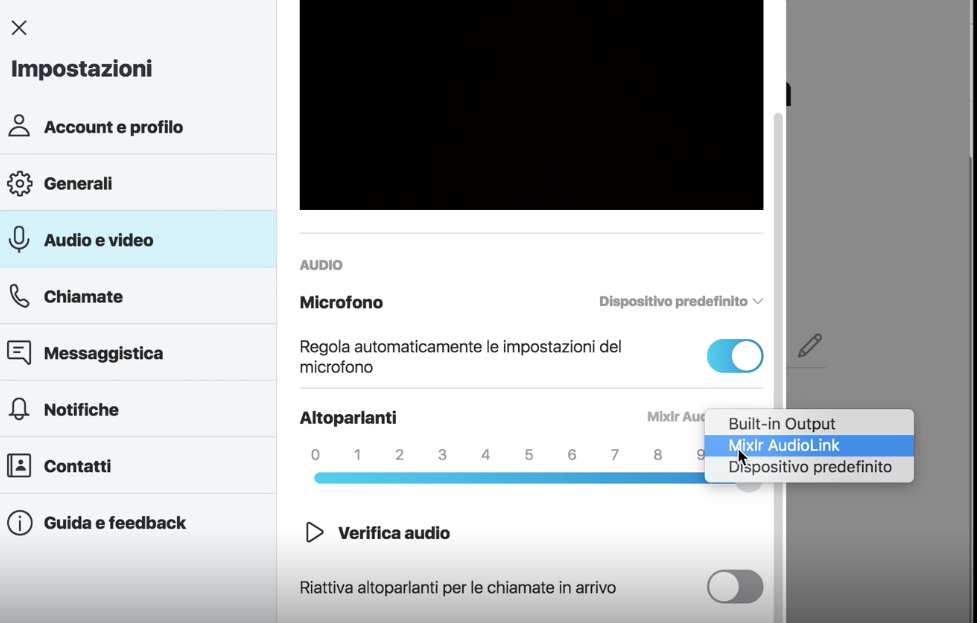 Impostazioni
Account e profilo
Generali
Audio e video
Chiamate
Messaggistica
Notifiche
Contatti
Guida e feedback
AUDIO
Microfono
Dispositivo predefinito
Regola automaticamente le impostazioni del
microfono
Altoparlanti
Mixlr
0 1 2 3 4 5 6 7 8 9
Built-in Output
Mixlr AudioLink
Dispositivo predefinito
Verifica audio
Riattiva altoparlanti per le chiamate in arrivo